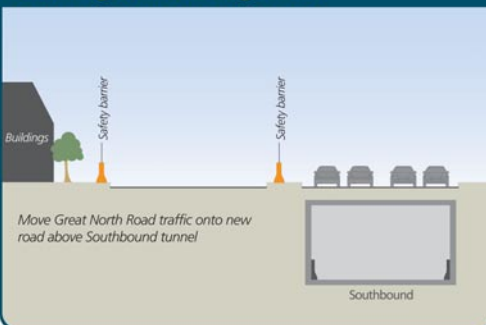 Safety barrier
Safety barrier
Buildings
Move Great North Road traffic onto new
road above Southbound tunnel
Southbound